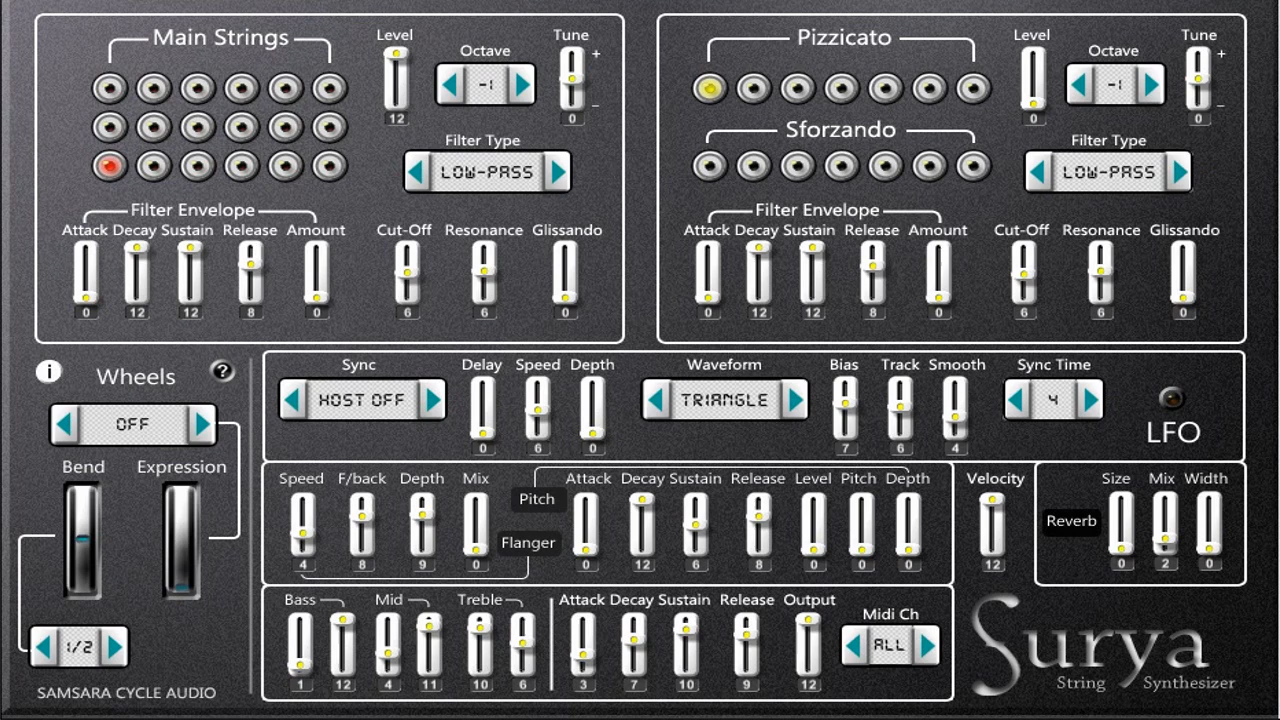 Main Strings
Level
Octave
Tune
+
-1
−
12
0
Filter Type
LOW-PASS
Filter Envelope
Attack Decay Sustain Release Amount Cut-Off Resonance Glissando
0 12 12 8 0 6 6 0
Pizzicato
Level
Octave
Tune
+
-1
−
0
0
Sforzando
Filter Type
LOW-PASS
Filter Envelope
Attack Decay Sustain Release Amount Cut-Off Resonance Glissando
0 12 12 8 0 6 6 0
i
Wheels
?
OFF
Bend Expression
1/2
SAMSARA CYCLE AUDIO
Sync Delay Speed Depth Waveform Bias Track Smooth Sync Time
HOST OFF
TRIANGLE
4
0 6 0 7 6 4
LFO
Speed F/back Depth Mix
Pitch
Flanger
4 8 9 0
Attack Decay Sustain Release Level Pitch Depth
0 12 6 8 0 0 0
Velocity
12
Reverb
Size Mix Width
0 2 0
Bass Mid Treble
1 12 4 11 10 6
Attack Decay Sustain Release Output
3 7 10 9 12
Midi Ch
ALL
Surya
String Synthesizer